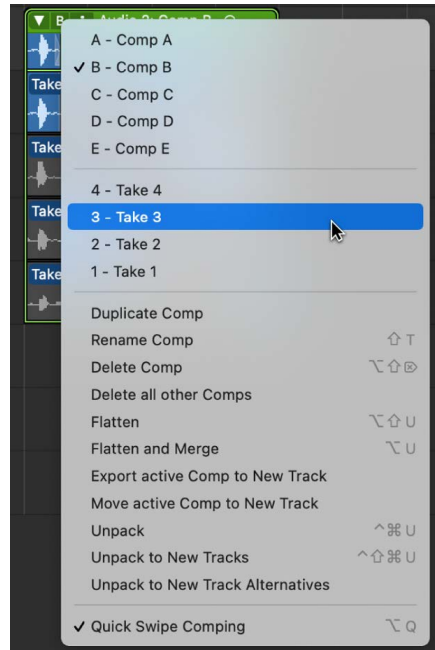 A - Comp A
✓ B - Comp B
C - Comp C
D - Comp D
E - Comp E
4 - Take 4
Take
3 - Take 3
2 - Take 2
1 - Take 1
Take
Take
Take
Duplicate Comp
Rename Comp ⇧ T
Delete Comp ⌥ ⇧ ⌦
Delete all other Comps
Flatten ⌥ ⇧ U
Flatten and Merge ⌥ U
Export active Comp to New Track
Move active Comp to New Track
Unpack ^ ⌘ U
Unpack to New Tracks ^ ⇧ ⌘ U
Unpack to New Track Alternatives
✓ Quick Swipe Comping ⌥ Q